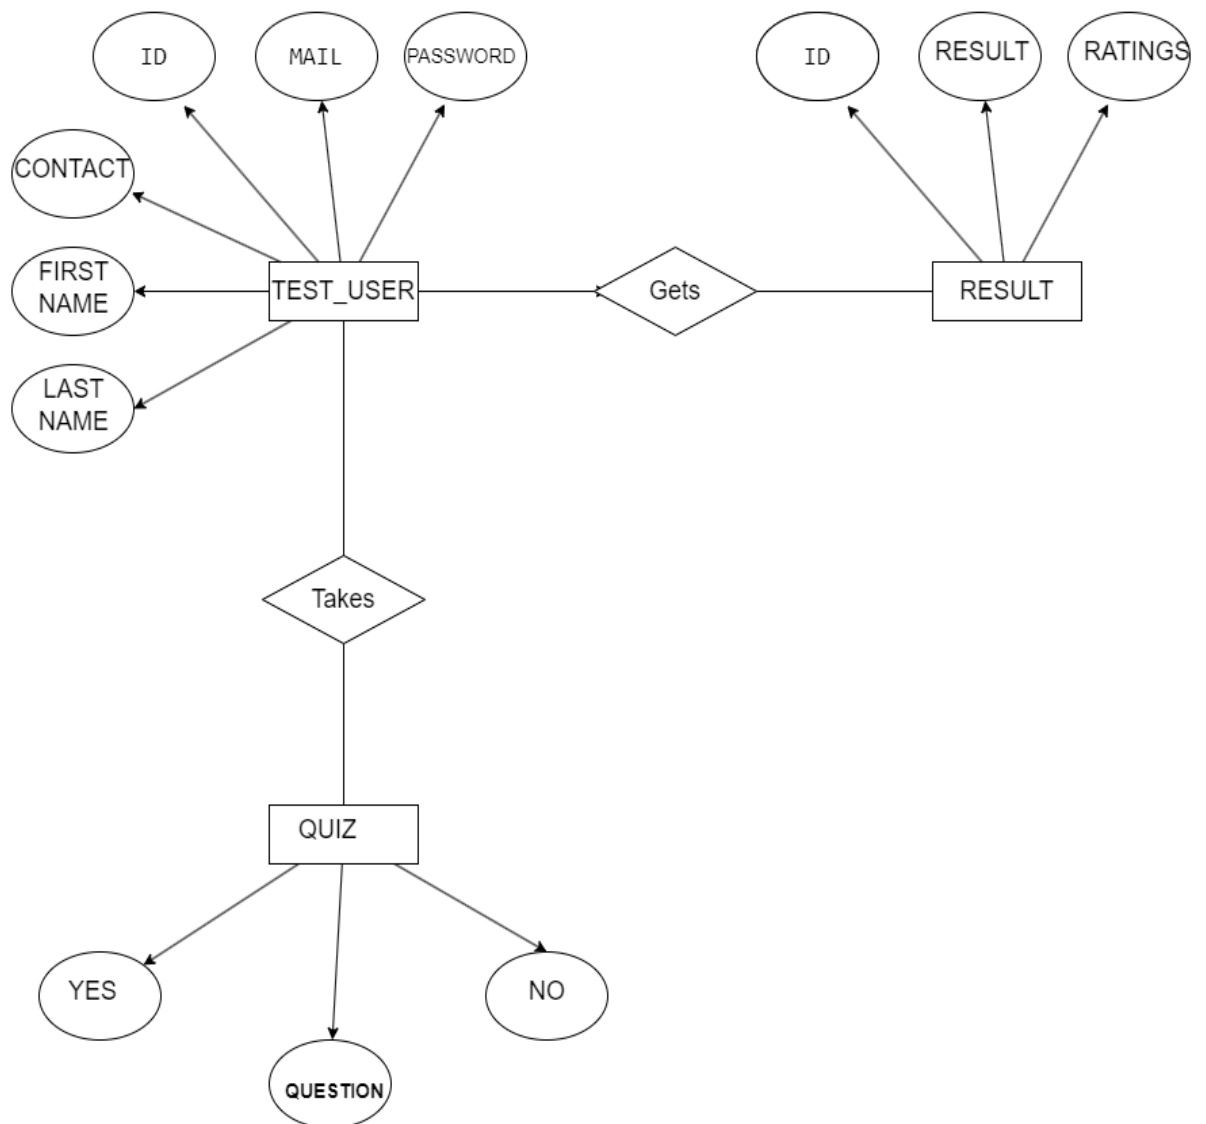 ID
MAIL
PASSWORD
ID
RESULT
RATINGS
CONTACT
FIRST
NAME
TEST_USER
Gets
RESULT
LAST
NAME
Takes
QUIZ
YES
NO
QUESTION